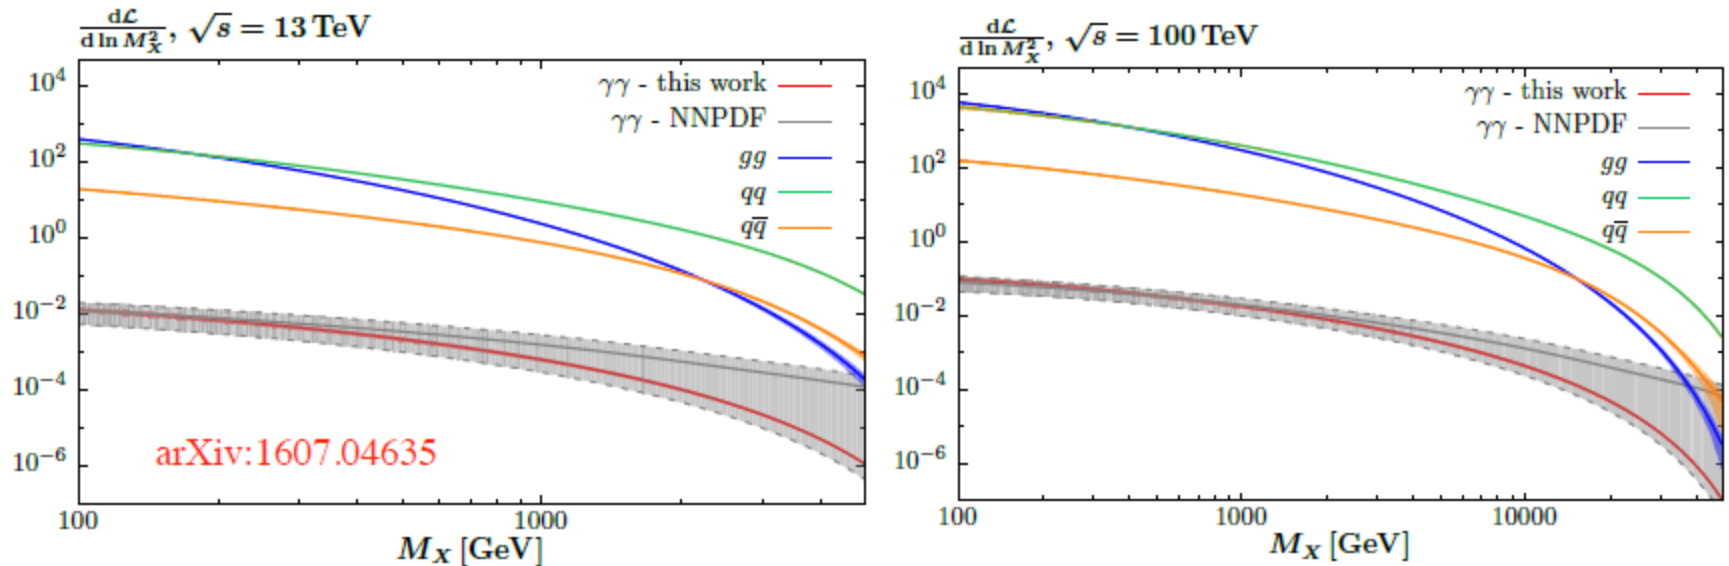 dℒ/d ln M_X^2, √s = 13 TeV
10^4
10^2
10^0
10^-2
10^-4
10^-6
γγ - this work
γγ - NNPDF
gg
qq
qq̅
arXiv:1607.04635
100
1000
M_X [GeV]
dℒ/d ln M_X^2, √s = 100 TeV
10^4
10^2
10^0
10^-2
10^-4
10^-6
γγ - this work
γγ - NNPDF
gg
qq
qq̅
100
1000
10000
M_X [GeV]